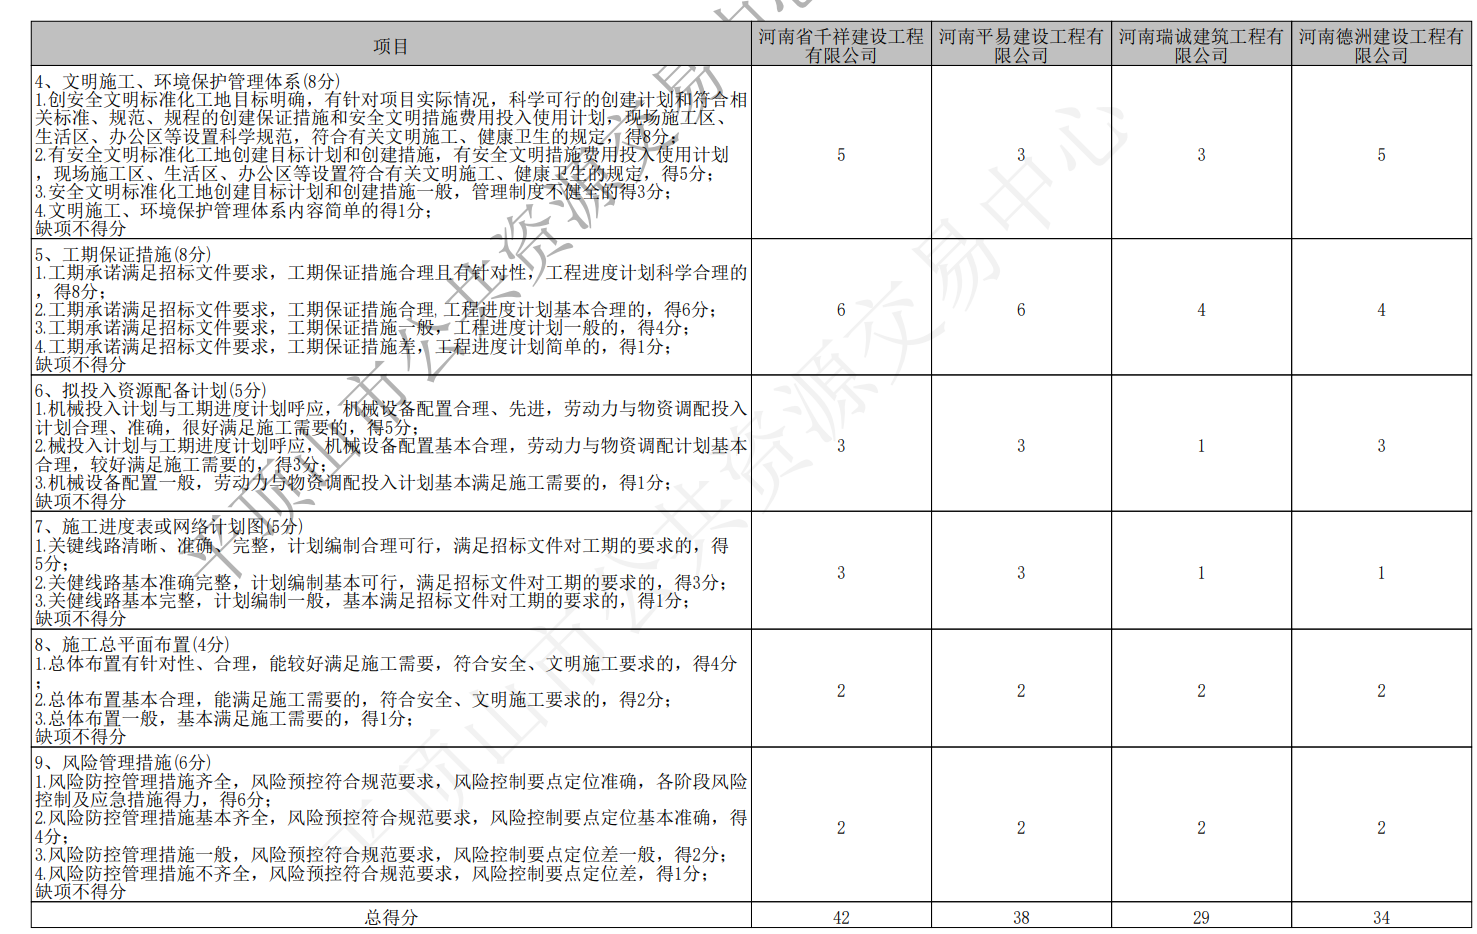 项目
河南省千祥建设工程
有限公司
河南平易建设工程有
限公司
河南瑞诚建筑工程有
限公司
河南德洲建设工程有
限公司
4、文明施工、环境保护管理体系(8分)
1.创安全文明标准化工地目标明确，有针对项目实际情况，科学可行的创建计划和符合相
关标准、规范、规程的创建保证措施和安全文明措施费用投入使用计划，现场施工区、
生活区、办公区等设置科学规范，符合有关文明施工、健康卫生的规定，得8分；
2.有安全文明标准化工地创建目标计划和创建措施，有安全文明措施费用投入使用计划
，现场施工区、生活区、办公区等设置符合有关文明施工、健康卫生的规定，得5分；
3.安全文明标准化工地创建目标计划和创建措施一般，管理制度不健全的得3分；
4.文明施工、环境保护管理体系内容简单的得1分；
缺项不得分
5
3
3
5
5、工期保证措施(8分)
1.工期承诺满足招标文件要求，工期保证措施合理且有针对性，工程进度计划科学合理的
，得8分；
2.工期承诺满足招标文件要求，工期保证措施合理,工程进度计划基本合理的，得6分；
3.工期承诺满足招标文件要求，工期保证措施一般，工程进度计划一般的，得4分；
4.工期承诺满足招标文件要求，工期保证措施差，工程进度计划简单的，得1分；
缺项不得分
6
6
4
4
6、拟投入资源配备计划(5分)
1.机械投入计划与工期进度计划呼应，机械设备配置合理、先进，劳动力与物资调配投入
计划合理、准确，很好满足施工需要的，得5分；
2.械投入计划与工期进度计划呼应，机械设备配置基本合理，劳动力与物资调配计划基本
合理，较好满足施工需要的，得3分；
3.机械设备配置一般，劳动力与物资调配投入计划基本满足施工需要的，得1分；
缺项不得分
3
3
1
3
7、施工进度表或网络计划图(5分)
1.关键线路清晰、准确、完整，计划编制合理可行，满足招标文件对工期的要求的，得
5分；
2.关健线路基本准确完整，计划编制基本可行，满足招标文件对工期的要求的，得3分；
3.关健线路基本完整，计划编制一般，基本满足招标文件对工期的要求的，得1分；
缺项不得分
3
3
1
1
8、施工总平面布置(4分)
1.总体布置有针对性、合理，能较好满足施工需要，符合安全、文明施工要求的，得4分
；
2.总体布置基本合理，能满足施工需要的，符合安全、文明施工要求的，得2分；
3.总体布置一般，基本满足施工需要的，得1分；
缺项不得分
2
2
2
2
9、风险管理措施(6分)
1.风险防控管理措施齐全，风险预控符合规范要求，风险控制要点定位准确，各阶段风险
控制及应急措施得力，得6分；
2.风险防控管理措施基本齐全，风险预控符合规范要求，风险控制要点定位基本准确，得
4分；
3.风险防控管理措施一般，风险预控符合规范要求，风险控制要点定位差一般，得2分；
4.风险防控管理措施不齐全，风险预控符合规范要求，风险控制要点定位差，得1分；
缺项不得分
2
2
2
2
总得分
42
38
29
34
平顶山市公共资源交易中心
平顶山市公共资源交易中心